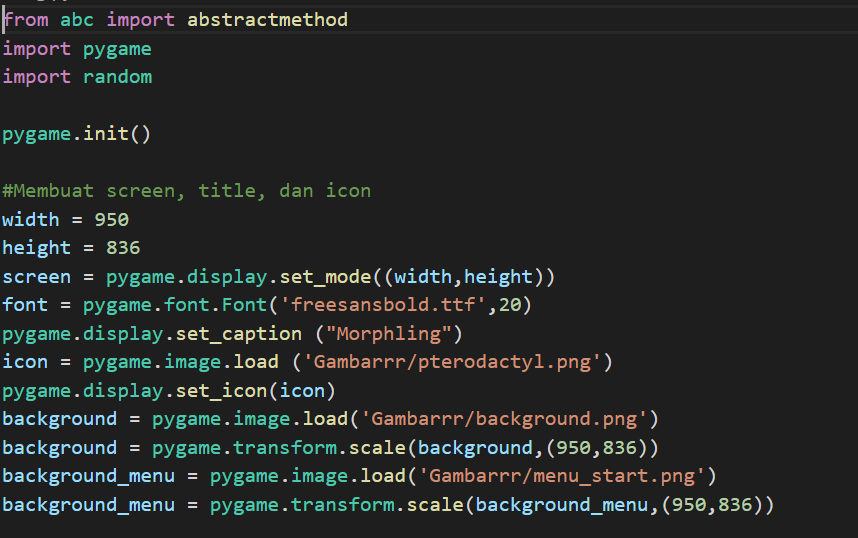 from abc import abstractmethod
import pygame
import random
pygame.init()
#Membuat screen, title, dan icon
width = 950
height = 836
screen = pygame.display.set_mode((width,height))
font = pygame.font.Font('freesansbold.ttf',20)
pygame.display.set_caption ("Morphling")
icon = pygame.image.load ('Gambarrr/pterodactyl.png')
pygame.display.set_icon(icon)
background = pygame.image.load('Gambarrr/background.png')
background = pygame.transform.scale(background,(950,836))
background_menu = pygame.image.load('Gambarrr/menu_start.png')
background_menu = pygame.transform.scale(background_menu,(950,836))